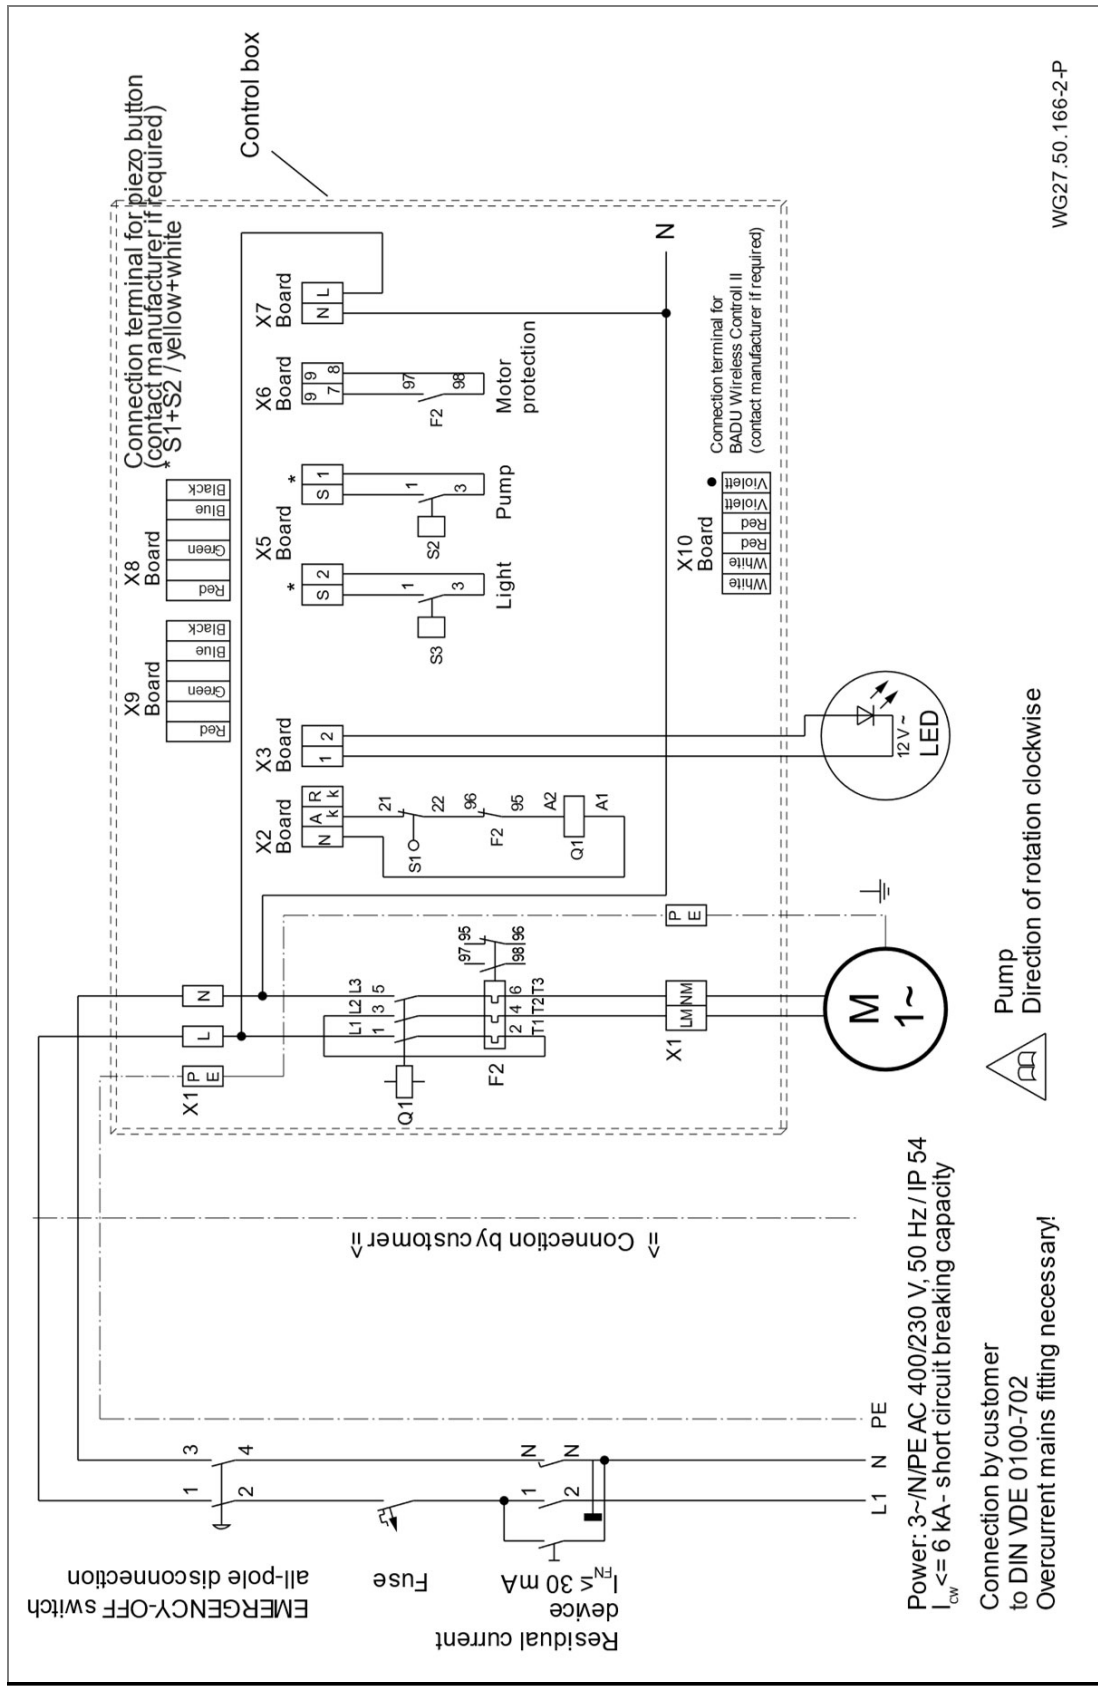 Connection terminal for piezo button
(contact manufacturer if required)
* S1+S2 / yellow+white
Control box
X9
Board
Red
Green
Blue
Black
X8
Board
Red
Green
Blue
Black
X1
P
E
L
N
X2
Board
N
A
k
R
k
X3
Board
1
2
*
S
2
X5
Board
*
S
1
X6
Board
9
7
9
8
X7
Board
N
L
Q1
L1
L2
L3
1
3
5
F2
2
4
6
T1
T2
T3
97
95
98
96
S1
21
22
96
95
F2
A2
A1
Q1
S3
1
3
Light
S2
1
3
Pump
97
98
F2
Motor
protection
X1
LM
NM
P
E
X10
Board
White
White
Red
Red
Violett
Violett
Connection terminal for
BADU Wireless Controll II
(contact manufacturer if required)
N
M
1~
12 V ~
LED
EMERGENCY-OFF switch
all-pole disconnection
1
2
3
4
Fuse
Residual current
device
IFN ≤ 30 mA
1
2
N
N
L1
N
PE
=> Connection by customer =>
Power: 3~/N/PE AC 400/230 V, 50 Hz / IP 54
Icw <= 6 kA - short circuit breaking capacity
Connection by customer
to DIN VDE 0100-702
Overcurrent mains fitting necessary!
Pump
Direction of rotation clockwise
WG27.50.166-2-P